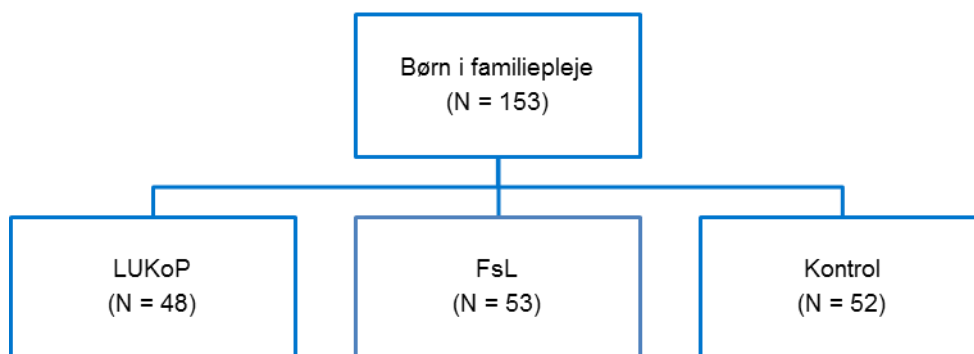 Børn i familiepleje
(N = 153)
LUKoP
(N = 48)
FsL
(N = 53)
Kontrol
(N = 52)